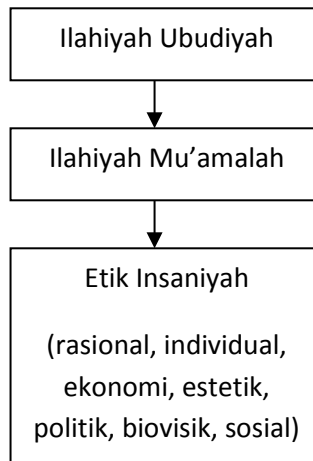 Ilahiyah Ubudiyah
Ilahiyah Mu’amalah
Etik Insaniyah
(rasional, individual,
ekonomi, estetik,
politik, biovisik, sosial)